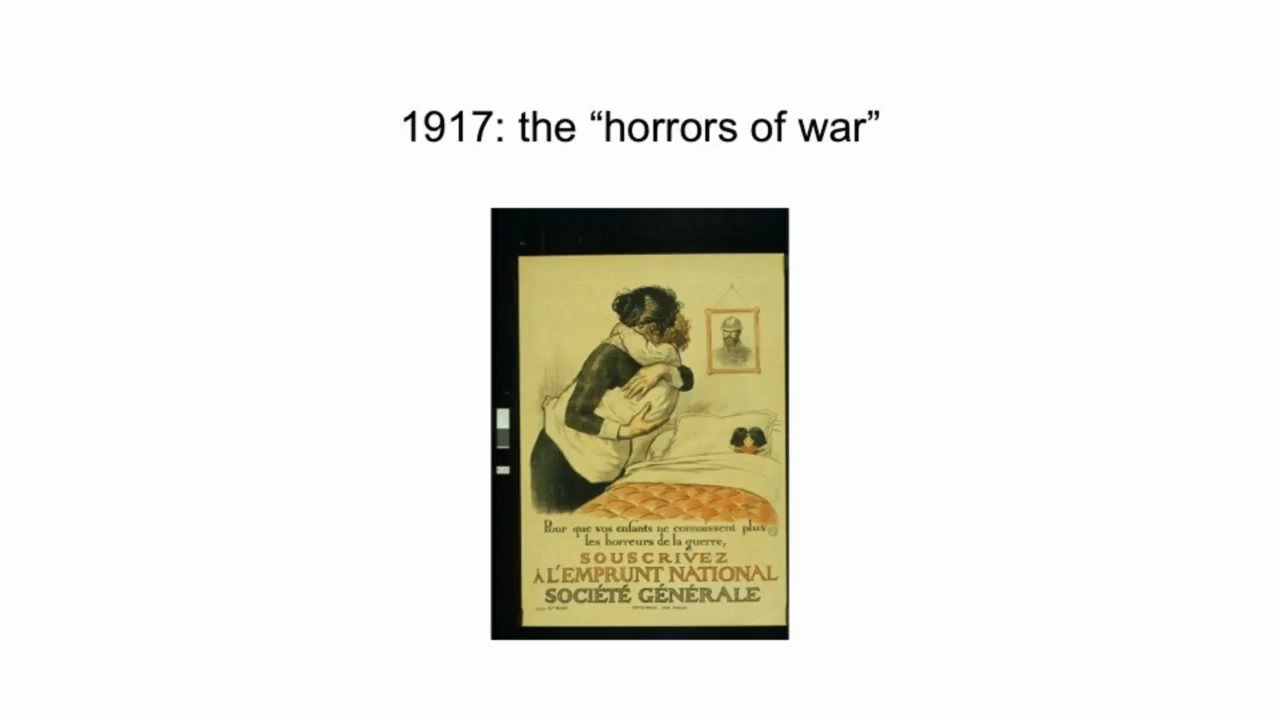 1917: the “horrors of war”
Pour que vos enfants ne connaissent plus
les horreurs de la guerre,
SOUSCRIVEZ
À L'EMPRUNT NATIONAL
SOCIÉTÉ GÉNÉRALE